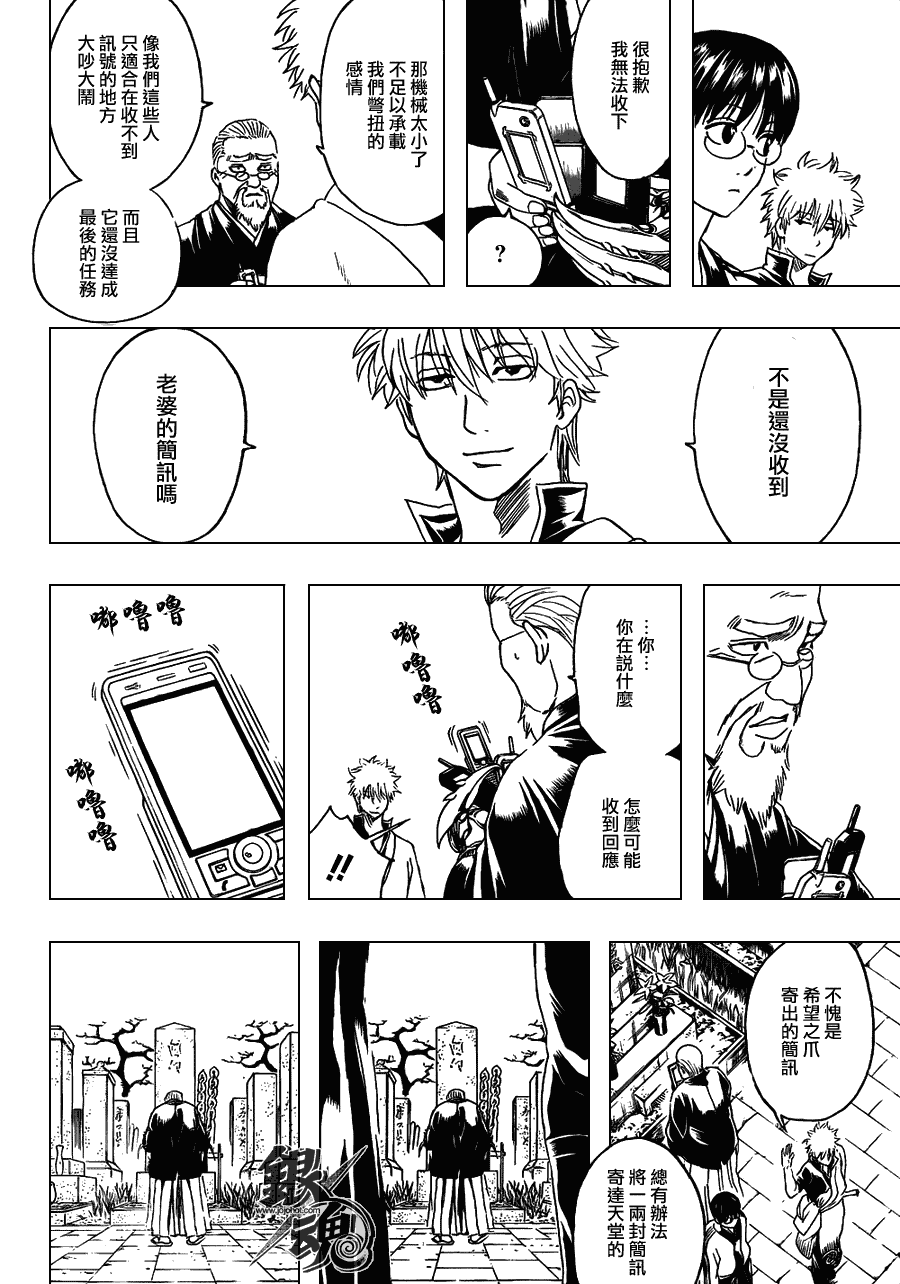 很抱歉
我無法收下
?
那機械太小了
不足以承載
我們彆扭的
感情
像我們這些人
只適合在收不到
訊號的地方
大吵大鬧
而且
它還沒達成
最後的任務
不是還沒收到
老婆的簡訊嗎
…你…
你在説什麼
怎麼可能
收到回應
嘟嚕嚕
!!
嘟嚕嚕
嘟嚕嚕
不愧是
希望之爪
寄出的簡訊
總有辦法
將一兩封簡訊
寄達天堂的
銀魂
www.jojohot.com